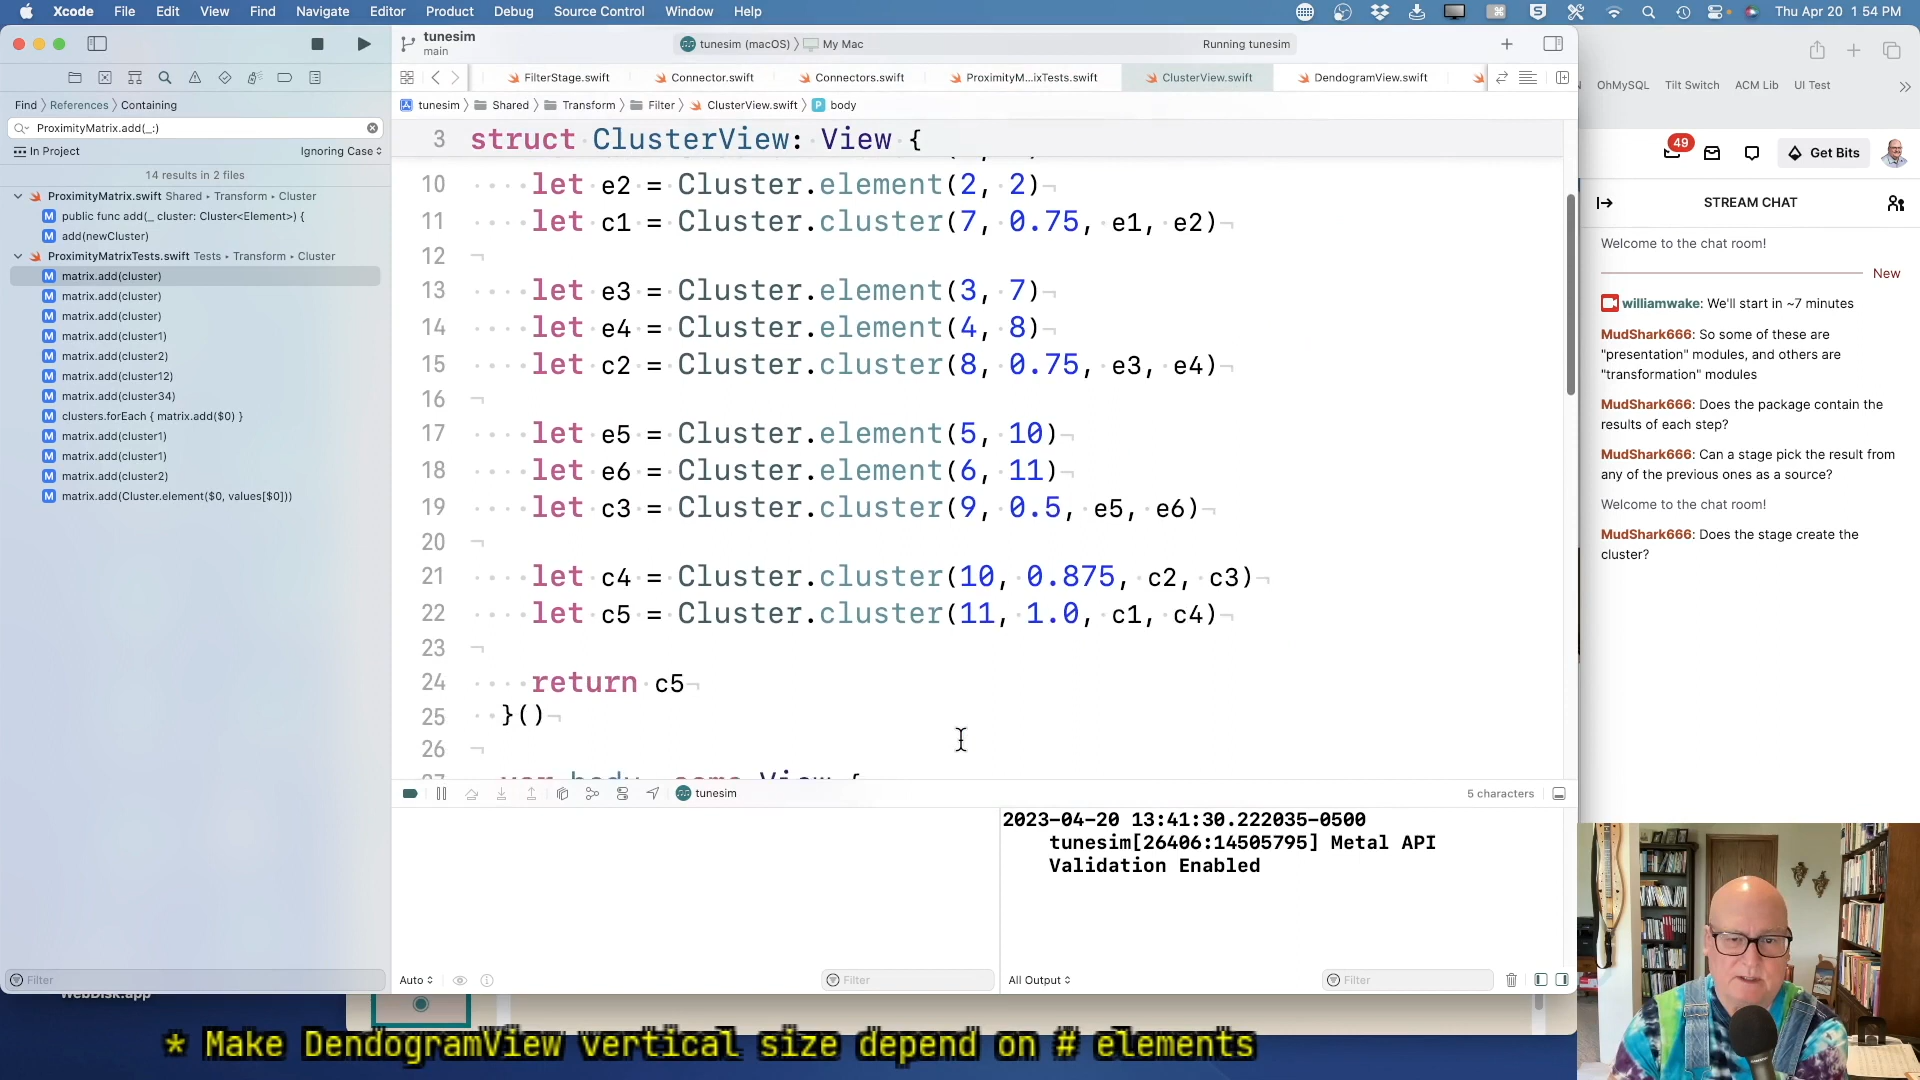 Xcode File Edit View Find Navigate Editor Product Debug Source Control Window Help
Thu Apr 20 1:54 PM
tunesim
main
tunesim (macOS) 〉 My Mac
Running tunesim
FilterStage.swift Connector.swift Connectors.swift ProximityM...ixTests.swift ClusterView.swift DendogramView.swift
tunesim 〉 Shared 〉 Transform 〉 Filter 〉 ClusterView.swift 〉 body
Find 〉 References 〉 Containing
ProximityMatrix.add(_:)
In Project
Ignoring Case
14 results in 2 files
ProximityMatrix.swift Shared ▸ Transform ▸ Cluster
public func add(_ cluster: Cluster<Element>) {
add(newCluster)
ProximityMatrixTests.swift Tests ▸ Transform ▸ Cluster
matrix.add(cluster)
matrix.add(cluster)
matrix.add(cluster)
matrix.add(cluster1)
matrix.add(cluster2)
matrix.add(cluster12)
matrix.add(cluster34)
clusters.forEach { matrix.add($0) }
matrix.add(cluster1)
matrix.add(cluster1)
matrix.add(cluster2)
matrix.add(Cluster.element($0, values[$0]))
Filter
3 struct ClusterView: View {
10 let e2 = Cluster.element(2, 2)
11 let c1 = Cluster.cluster(7, 0.75, e1, e2)
12
13 let e3 = Cluster.element(3, 7)
14 let e4 = Cluster.element(4, 8)
15 let c2 = Cluster.cluster(8, 0.75, e3, e4)
16
17 let e5 = Cluster.element(5, 10)
18 let e6 = Cluster.element(6, 11)
19 let c3 = Cluster.cluster(9, 0.5, e5, e6)
20
21 let c4 = Cluster.cluster(10, 0.875, c2, c3)
22 let c5 = Cluster.cluster(11, 1.0, c1, c4)
23
24 return c5
25 }()
26
27 var body: some View {
tunesim
5 characters
2023-04-20 13:41:30.222035-0500
tunesim[26406:14505795] Metal API
Validation Enabled
Auto
Filter
All Output
Filter
OhMySQL Tilt Switch ACM Lib UI Test
49
Get Bits
STREAM CHAT
Welcome to the chat room!
New
williamwake: We'll start in ~7 minutes
MudShark666: So some of these are
"presentation" modules, and others are
"transformation" modules
MudShark666: Does the package contain the
results of each step?
MudShark666: Can a stage pick the result from
any of the previous ones as a source?
Welcome to the chat room!
MudShark666: Does the stage create the
cluster?
WebDisk.app
* Make DendogramView vertical size depend on # elements